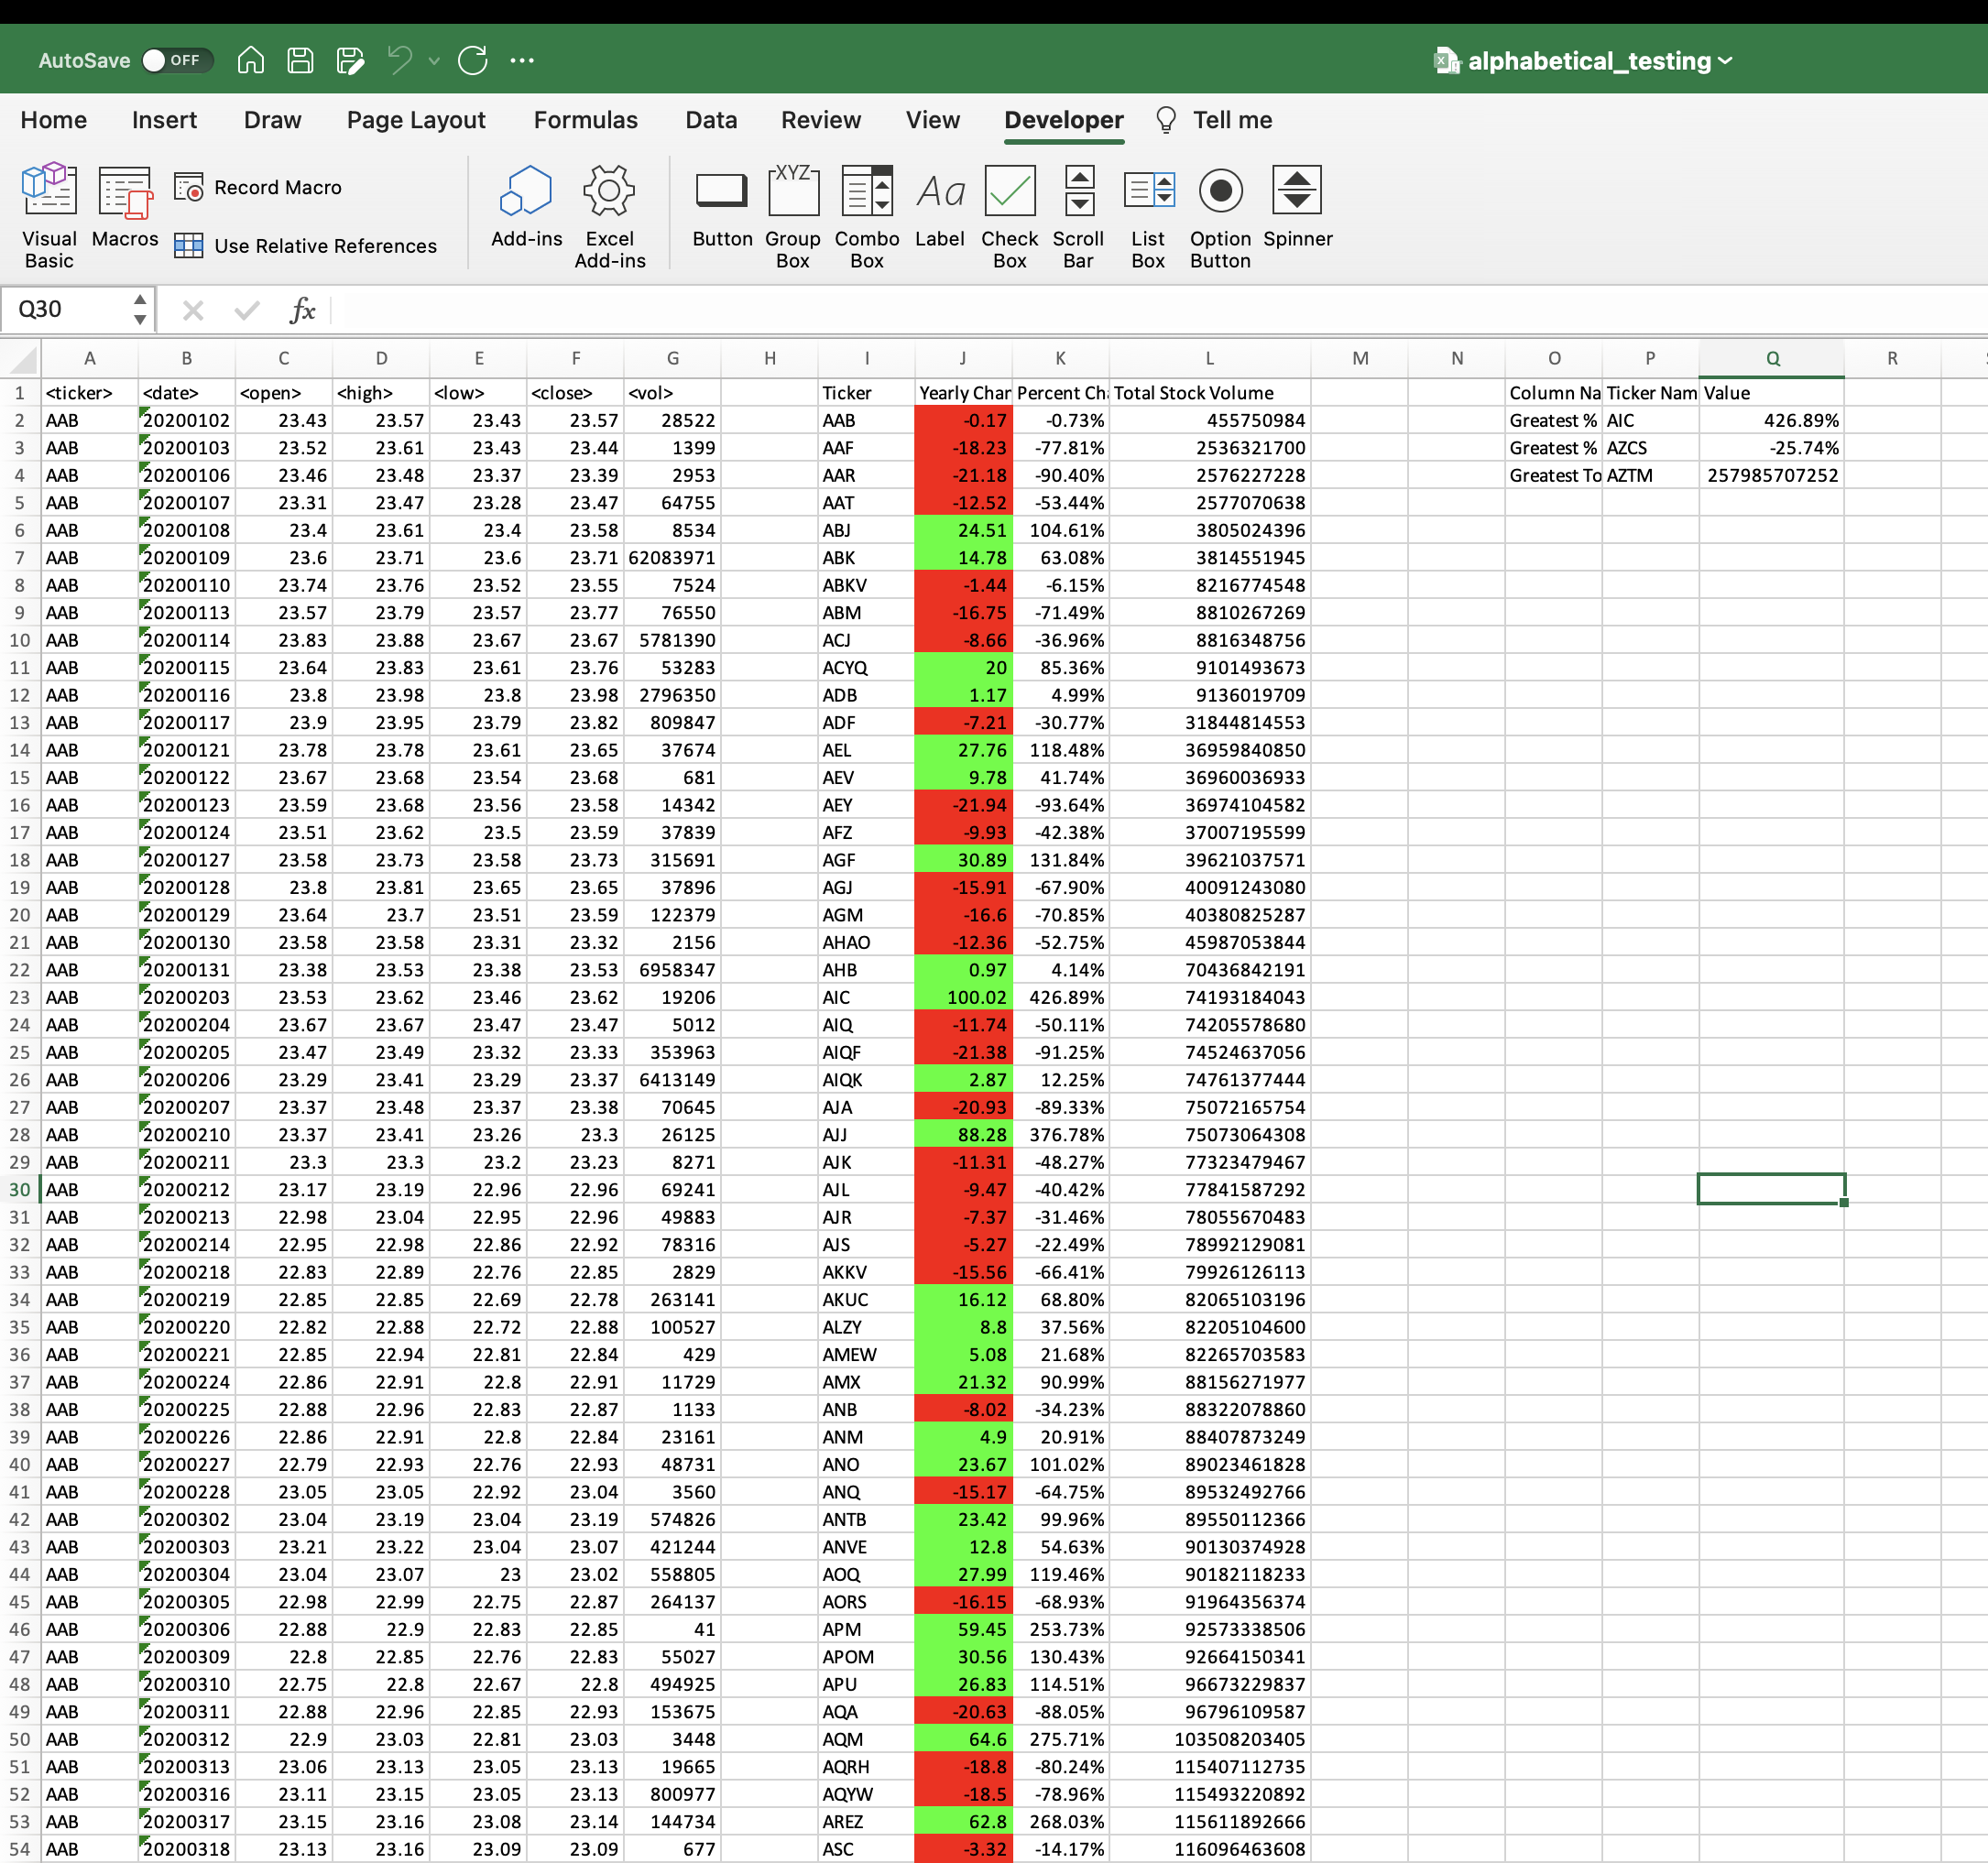 AutoSave OFF alphabetical_testing
Home Insert Draw Page Layout Formulas Data Review View Developer Tell me
Visual Basic Macros Record Macro Use Relative References Add-ins Excel Add-ins Button XYZ Group Box Combo Box Aa Label Check Box Scroll Bar List Box Option Button Spinner
Q30 fx
A B C D E F G H I J K L M N O P Q R
1 <ticker> <date> <open> <high> <low> <close> <vol> Ticker Yearly Char Percent Ch Total Stock Volume Column Na Ticker Nam Value
2 AAB 20200102 23.43 23.57 23.43 23.57 28522 AAB -0.17 -0.73% 455750984 Greatest % AIC 426.89%
3 AAB 20200103 23.52 23.61 23.43 23.44 1399 AAF -18.23 -77.81% 2536321700 Greatest % AZCS -25.74%
4 AAB 20200106 23.46 23.48 23.37 23.39 2953 AAR -21.18 -90.40% 2576227228 Greatest To AZTM 257985707252
5 AAB 20200107 23.31 23.47 23.28 23.47 64755 AAT -12.52 -53.44% 2577070638
6 AAB 20200108 23.4 23.61 23.4 23.58 8534 ABJ 24.51 104.61% 3805024396
7 AAB 20200109 23.6 23.71 23.6 23.71 62083971 ABK 14.78 63.08% 3814551945
8 AAB 20200110 23.74 23.76 23.52 23.55 7524 ABKV -1.44 -6.15% 8216774548
9 AAB 20200113 23.57 23.79 23.57 23.77 76550 ABM -16.75 -71.49% 8810267269
10 AAB 20200114 23.83 23.88 23.67 23.67 5781390 ACJ -8.66 -36.96% 8816348756
11 AAB 20200115 23.64 23.83 23.61 23.76 53283 ACYQ 20 85.36% 9101493673
12 AAB 20200116 23.8 23.98 23.8 23.98 2796350 ADB 1.17 4.99% 9136019709
13 AAB 20200117 23.9 23.95 23.79 23.82 809847 ADF -7.21 -30.77% 31844814553
14 AAB 20200121 23.78 23.78 23.61 23.65 37674 AEL 27.76 118.48% 36959840850
15 AAB 20200122 23.67 23.68 23.54 23.68 681 AEV 9.78 41.74% 36960036933
16 AAB 20200123 23.59 23.68 23.56 23.58 14342 AEY -21.94 -93.64% 36974104582
17 AAB 20200124 23.51 23.62 23.5 23.59 37839 AFZ -9.93 -42.38% 37007195599
18 AAB 20200127 23.58 23.73 23.58 23.73 315691 AGF 30.89 131.84% 39621037571
19 AAB 20200128 23.8 23.81 23.65 23.65 37896 AGJ -15.91 -67.90% 40091243080
20 AAB 20200129 23.64 23.7 23.51 23.59 122379 AGM -16.6 -70.85% 40380825287
21 AAB 20200130 23.58 23.58 23.31 23.32 2156 AHAO -12.36 -52.75% 45987053844
22 AAB 20200131 23.38 23.53 23.38 23.53 6958347 AHB 0.97 4.14% 70436842191
23 AAB 20200203 23.53 23.62 23.46 23.62 19206 AIC 100.02 426.89% 74193184043
24 AAB 20200204 23.67 23.67 23.47 23.47 5012 AIQ -11.74 -50.11% 74205578680
25 AAB 20200205 23.47 23.49 23.32 23.33 353963 AIQF -21.38 -91.25% 74524637056
26 AAB 20200206 23.29 23.41 23.29 23.37 6413149 AIQK 2.87 12.25% 74761377444
27 AAB 20200207 23.37 23.48 23.37 23.38 70645 AJA -20.93 -89.33% 75072165754
28 AAB 20200210 23.37 23.41 23.26 23.3 26125 AJJ 88.28 376.78% 75073064308
29 AAB 20200211 23.3 23.3 23.2 23.23 8271 AJK -11.31 -48.27% 77323479467
30 AAB 20200212 23.17 23.19 22.96 22.96 69241 AJL -9.47 -40.42% 77841587292
31 AAB 20200213 22.98 23.04 22.95 22.96 49883 AJR -7.37 -31.46% 78055670483
32 AAB 20200214 22.95 22.98 22.86 22.92 78316 AJS -5.27 -22.49% 78992129081
33 AAB 20200218 22.83 22.89 22.76 22.85 2829 AKKV -15.56 -66.41% 79926126113
34 AAB 20200219 22.85 22.85 22.69 22.78 263141 AKUC 16.12 68.80% 82065103196
35 AAB 20200220 22.82 22.88 22.72 22.88 100527 ALZY 8.8 37.56% 82205104600
36 AAB 20200221 22.85 22.94 22.81 22.84 429 AMEW 5.08 21.68% 82265703583
37 AAB 20200224 22.86 22.91 22.8 22.91 11729 AMX 21.32 90.99% 88156271977
38 AAB 20200225 22.88 22.96 22.83 22.87 1133 ANB -8.02 -34.23% 88322078860
39 AAB 20200226 22.86 22.91 22.8 22.84 23161 ANM 4.9 20.91% 88407873249
40 AAB 20200227 22.79 22.93 22.76 22.93 48731 ANO 23.67 101.02% 89023461828
41 AAB 20200228 23.05 23.05 22.92 23.04 3560 ANQ -15.17 -64.75% 89532492766
42 AAB 20200302 23.04 23.19 23.04 23.19 574826 ANTB 23.42 99.96% 89550112366
43 AAB 20200303 23.21 23.22 23.04 23.07 421244 ANVE 12.8 54.63% 90130374928
44 AAB 20200304 23.04 23.07 23 23.02 558805 AOQ 27.99 119.46% 90182118233
45 AAB 20200305 22.98 22.99 22.75 22.87 264137 AORS -16.15 -68.93% 91964356374
46 AAB 20200306 22.88 22.9 22.83 22.85 41 APM 59.45 253.73% 92573338506
47 AAB 20200309 22.8 22.85 22.76 22.83 55027 APOM 30.56 130.43% 92664150341
48 AAB 20200310 22.75 22.8 22.67 22.8 494925 APU 26.83 114.51% 96673229837
49 AAB 20200311 22.88 22.96 22.85 22.93 153675 AQA -20.63 -88.05% 96796109587
50 AAB 20200312 22.9 23.03 22.81 23.03 3448 AQM 64.6 275.71% 103508203405
51 AAB 20200313 23.06 23.13 23.05 23.13 19665 AQRH -18.8 -80.24% 115407112735
52 AAB 20200316 23.11 23.15 23.05 23.13 800977 AQYW -18.5 -78.96% 115493220892
53 AAB 20200317 23.15 23.16 23.08 23.14 144734 AREZ 62.8 268.03% 115611892666
54 AAB 20200318 23.13 23.16 23.09 23.09 677 ASC -3.32 -14.17% 116096463608